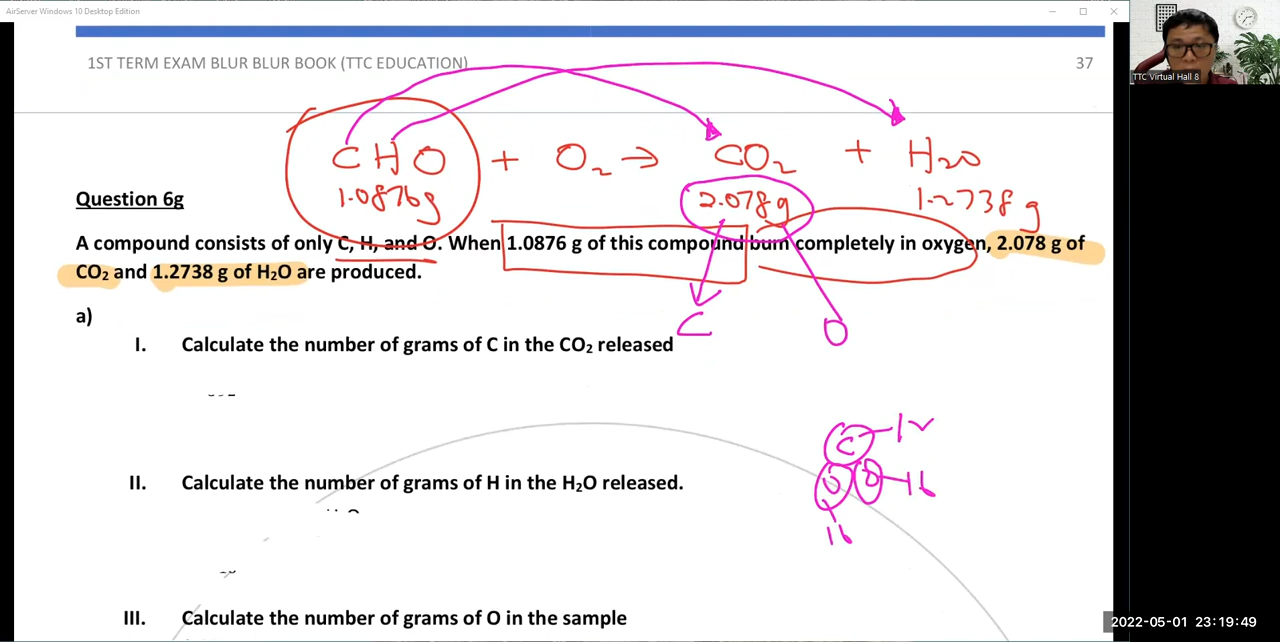 AirServer Windows 10 Desktop Edition
1ST TERM EXAM BLUR BLUR BOOK (TTC EDUCATION)
37
TTC Virtual Hall 8
CHO + O₂ → CO₂ + H₂O
1.0876g 2.078g 1.2738g
Question 6g
A compound consists of only C, H, and O. When 1.0876 g of this compound burn completely in oxygen, 2.078 g of
CO₂ and 1.2738 g of H₂O are produced.
a)
C O
I. Calculate the number of grams of C in the CO₂ released
C 12
O O 16
16
II. Calculate the number of grams of H in the H₂O released.
III. Calculate the number of grams of O in the sample
2022-05-01 23:19:49